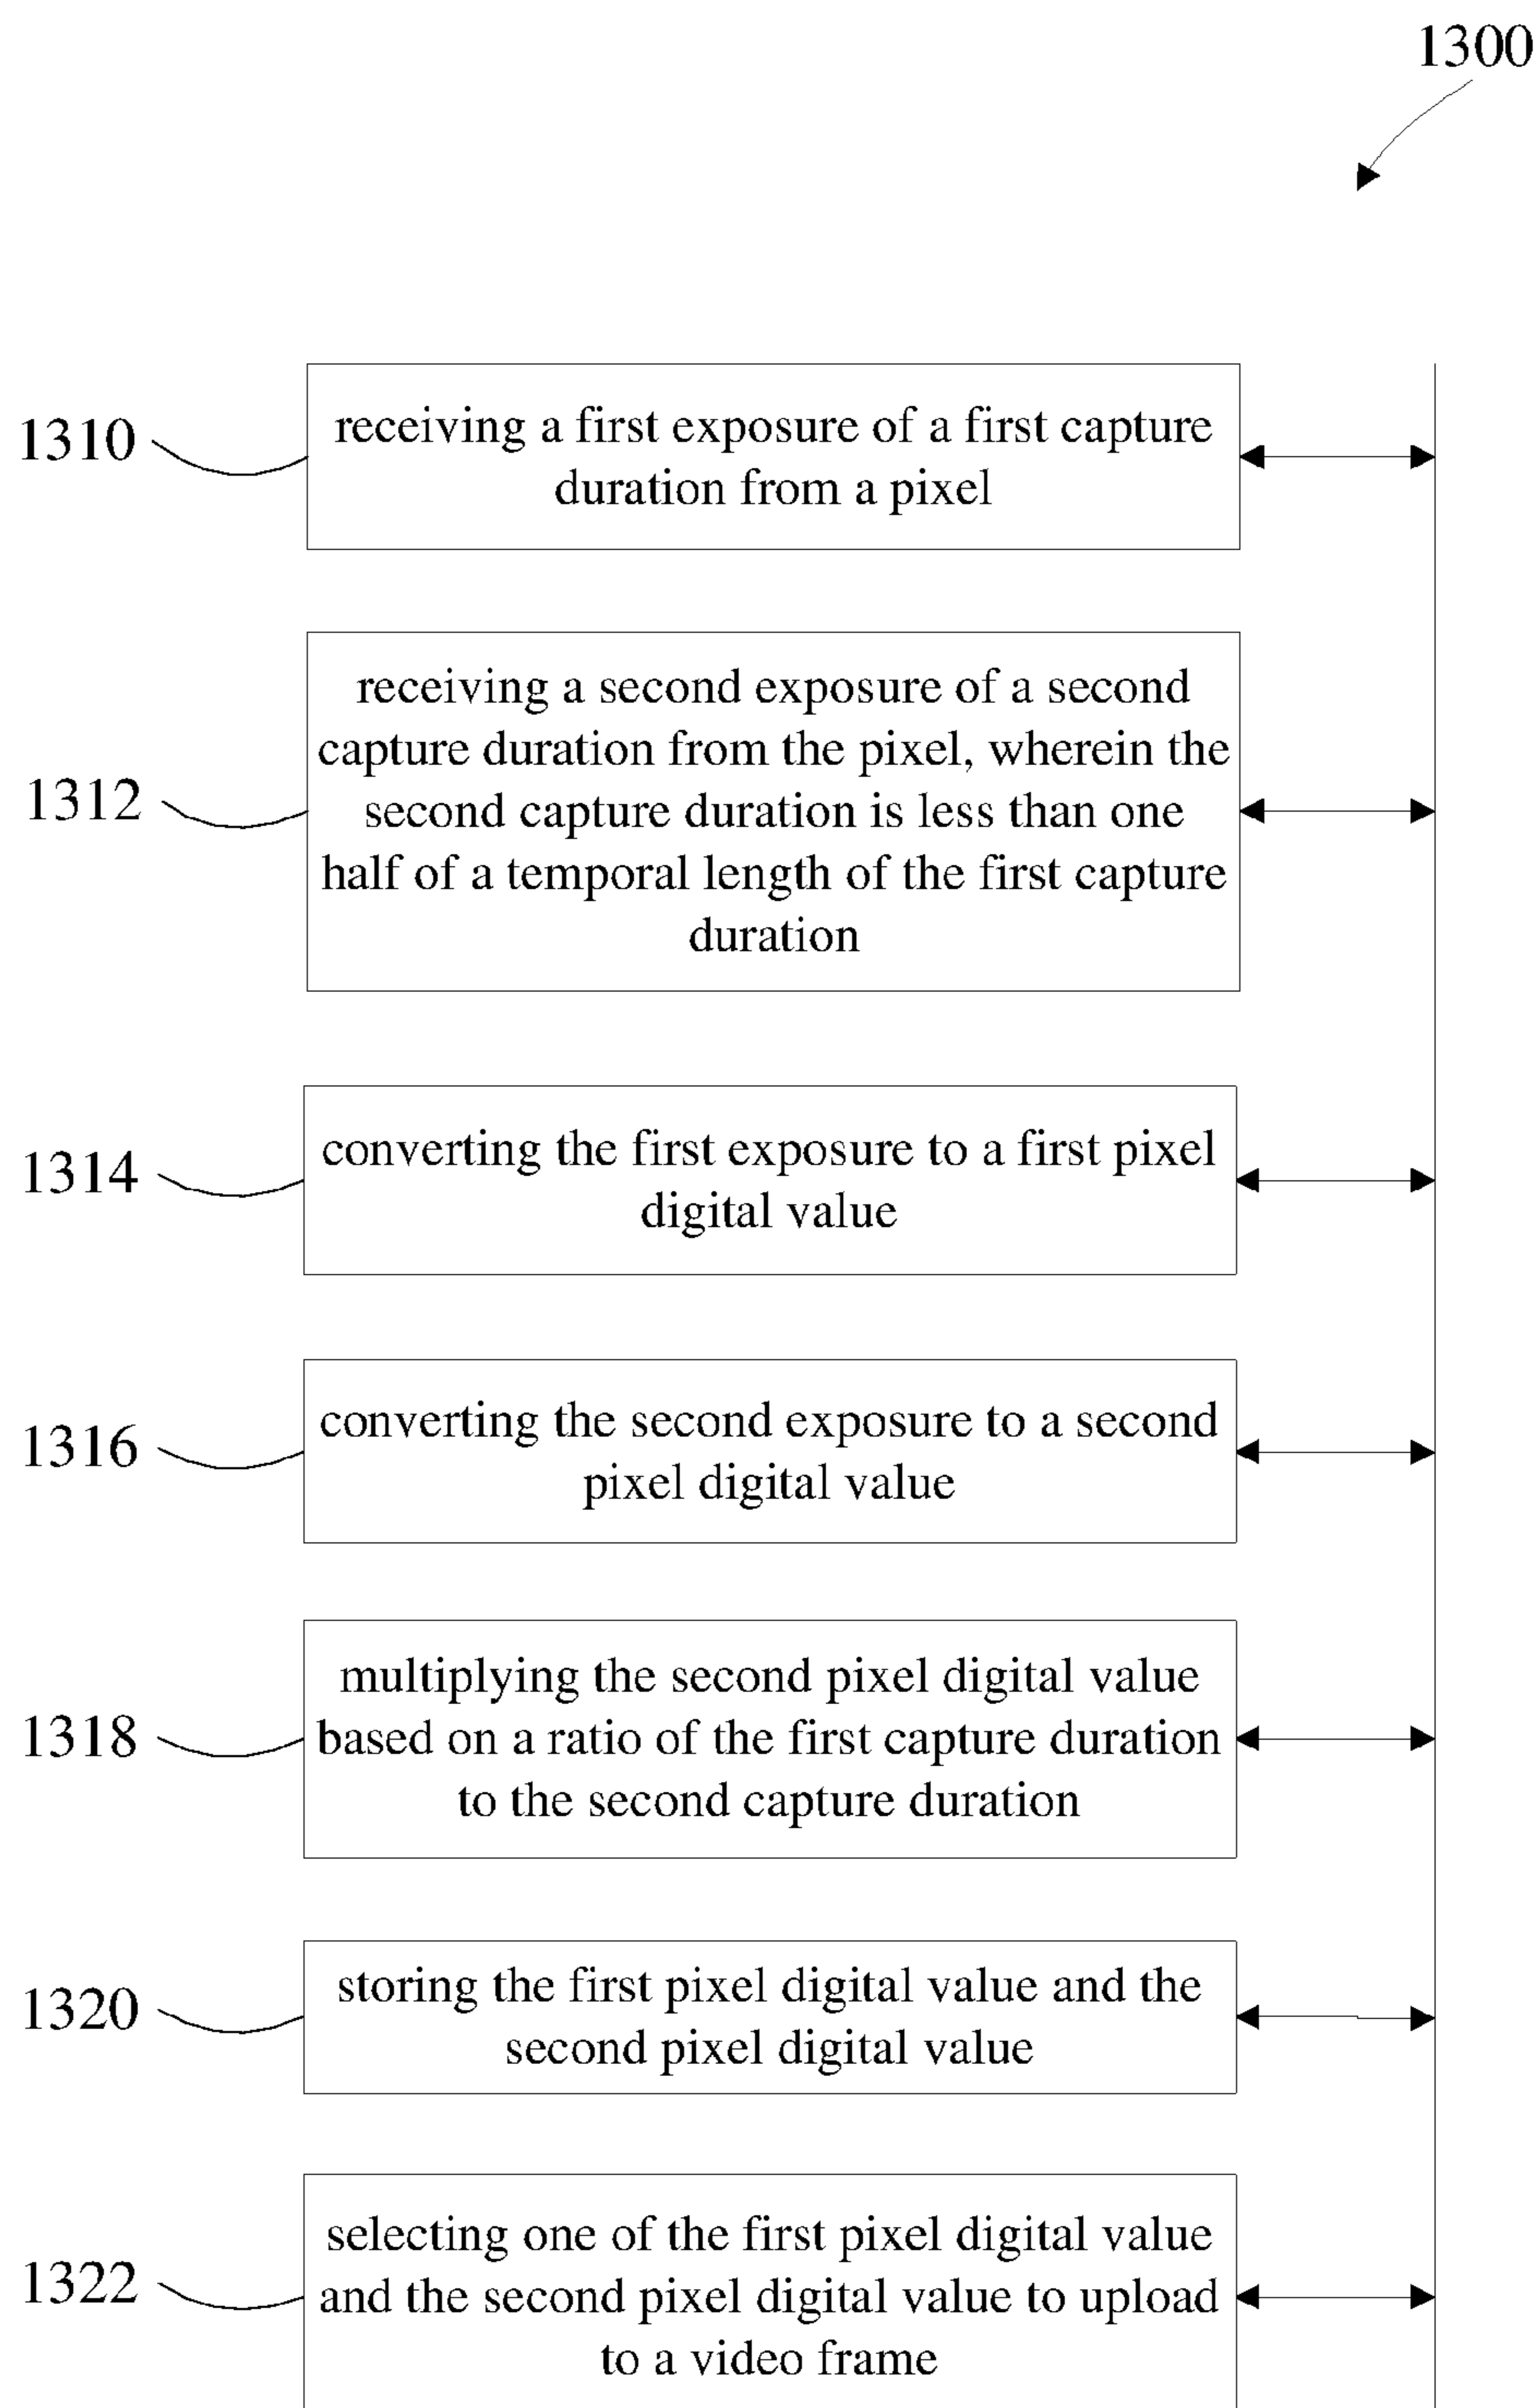 1300
1310
receiving a first exposure of a first capture
duration from a pixel
1312
receiving a second exposure of a second
capture duration from the pixel, wherein the
second capture duration is less than one
half of a temporal length of the first capture
duration
1314
converting the first exposure to a first pixel
digital value
1316
converting the second exposure to a second
pixel digital value
1318
multiplying the second pixel digital value
based on a ratio of the first capture duration
to the second capture duration
1320
storing the first pixel digital value and the
second pixel digital value
1322
selecting one of the first pixel digital value
and the second pixel digital value to upload
to a video frame